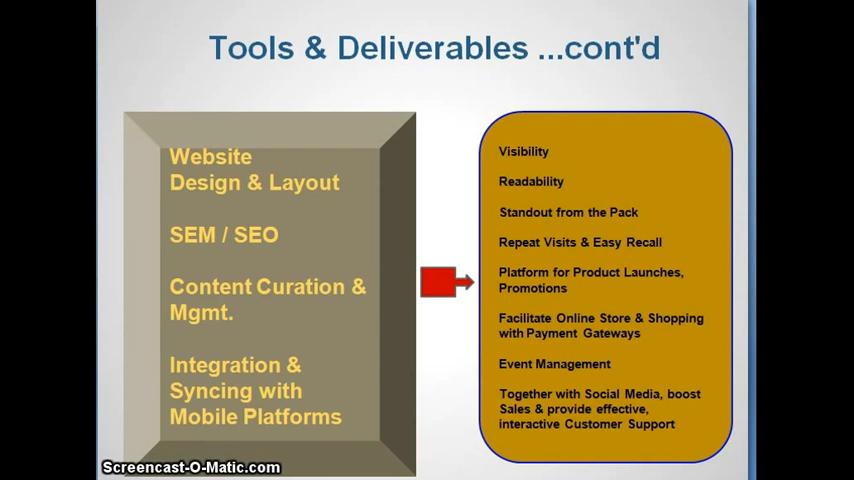 Tools & Deliverables ...cont'd
Website
Design & Layout
SEM / SEO
Content Curation &
Mgmt.
Integration &
Syncing with
Mobile Platforms
Visibility
Readability
Standout from the Pack
Repeat Visits & Easy Recall
Platform for Product Launches,
Promotions
Facilitate Online Store & Shopping
with Payment Gateways
Event Management
Together with Social Media, boost
Sales & provide effective,
interactive Customer Support
Screencast-O-Matic.com